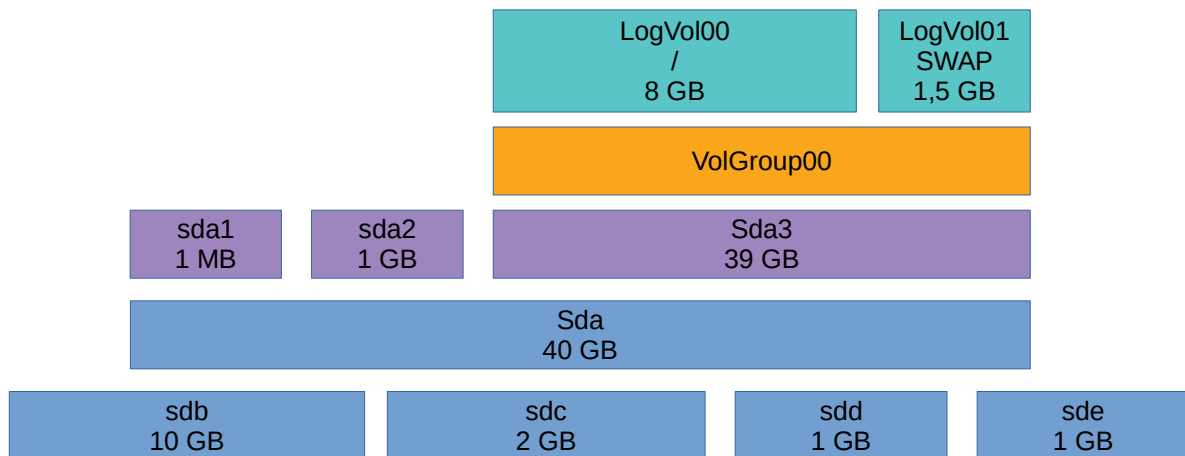 LogVol00
/
8 GB
LogVol01
SWAP
1,5 GB
VolGroup00
sda1
1 MB
sda2
1 GB
Sda3
39 GB
Sda
40 GB
sdb
10 GB
sdc
2 GB
sdd
1 GB
sde
1 GB